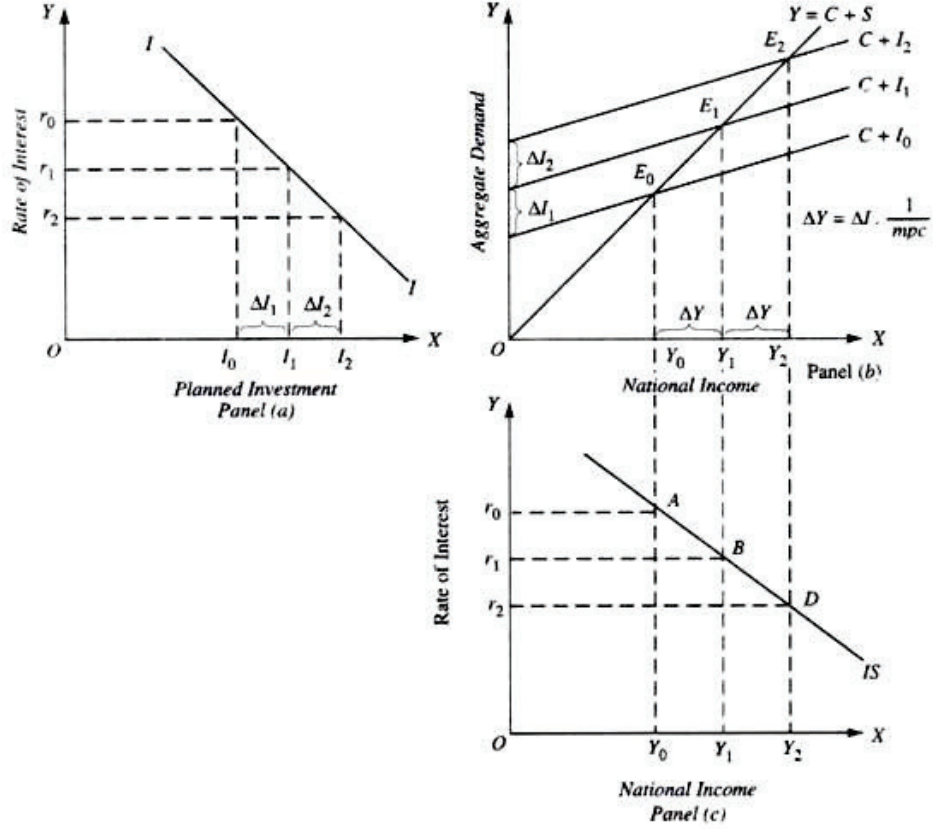 Y
I
Rate of Interest
r0
r1
r2
ΔI1
ΔI2
I
O
I0
I1
I2
X
Planned Investment
Panel (a)
Y
Y = C + S
E2
C + I2
E1
C + I1
Aggregate Demand
ΔI2
E0
C + I0
ΔI1
ΔY = ΔI . 1/mpc
ΔY
ΔY
O
Y0
Y1
Y2
X
National Income
Panel (b)
Y
Rate of Interest
r0
A
r1
B
r2
D
IS
O
Y0
Y1
Y2
X
National Income
Panel (c)